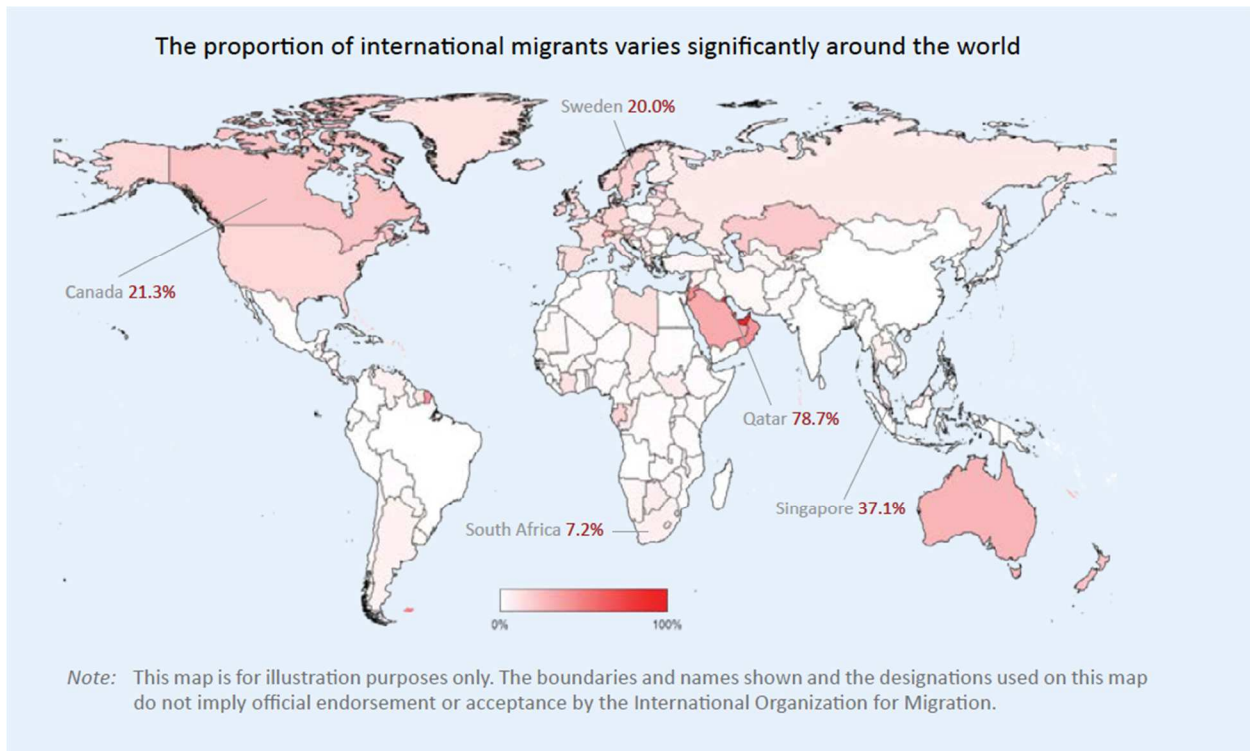 The proportion of international migrants varies significantly around the world
Sweden 20.0%
Canada 21.3%
Qatar 78.7%
Singapore 37.1%
South Africa 7.2%
0% 100%
Note: This map is for illustration purposes only. The boundaries and names shown and the designations used on this map
do not imply official endorsement or acceptance by the International Organization for Migration.